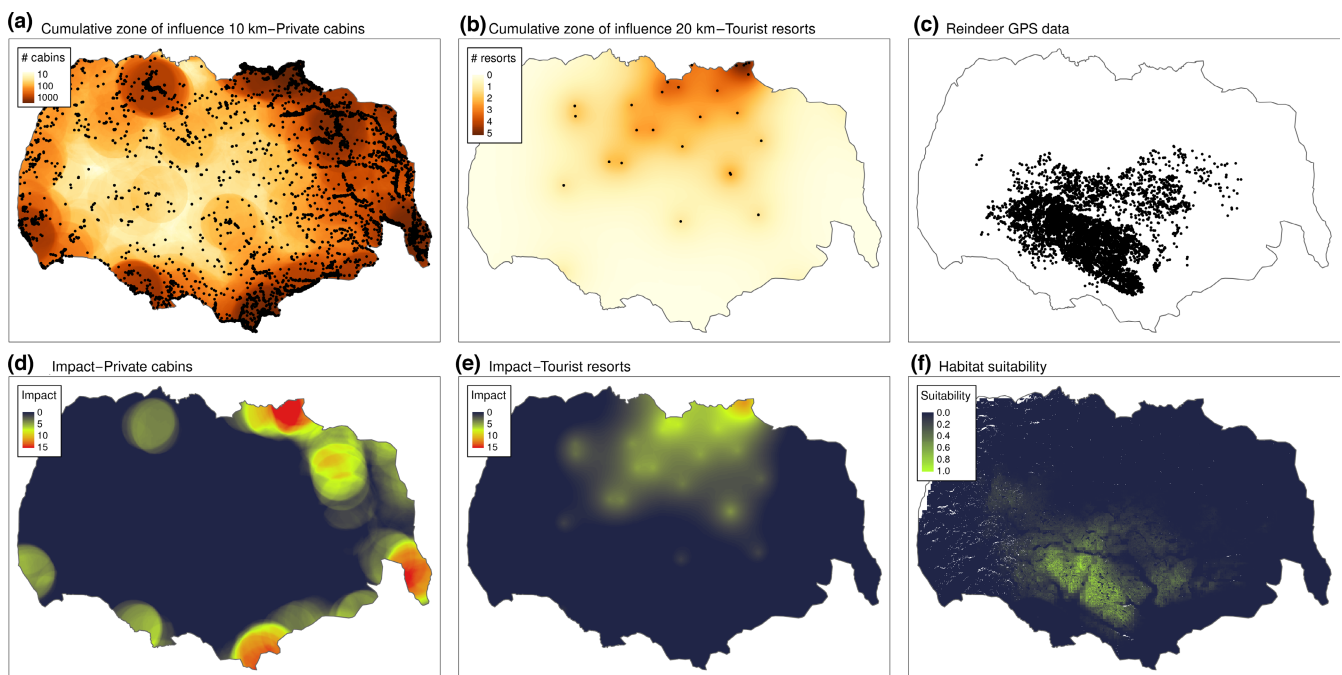 (a) Cumulative zone of influence 10 km−Private cabins
# cabins
10
100
1000
(b) Cumulative zone of influence 20 km−Tourist resorts
# resorts
0
1
2
3
4
5
(c) Reindeer GPS data
(d) Impact−Private cabins
Impact
0
5
10
15
(e) Impact−Tourist resorts
Impact
0
5
10
15
(f) Habitat suitability
Suitability
0.0
0.2
0.4
0.6
0.8
1.0